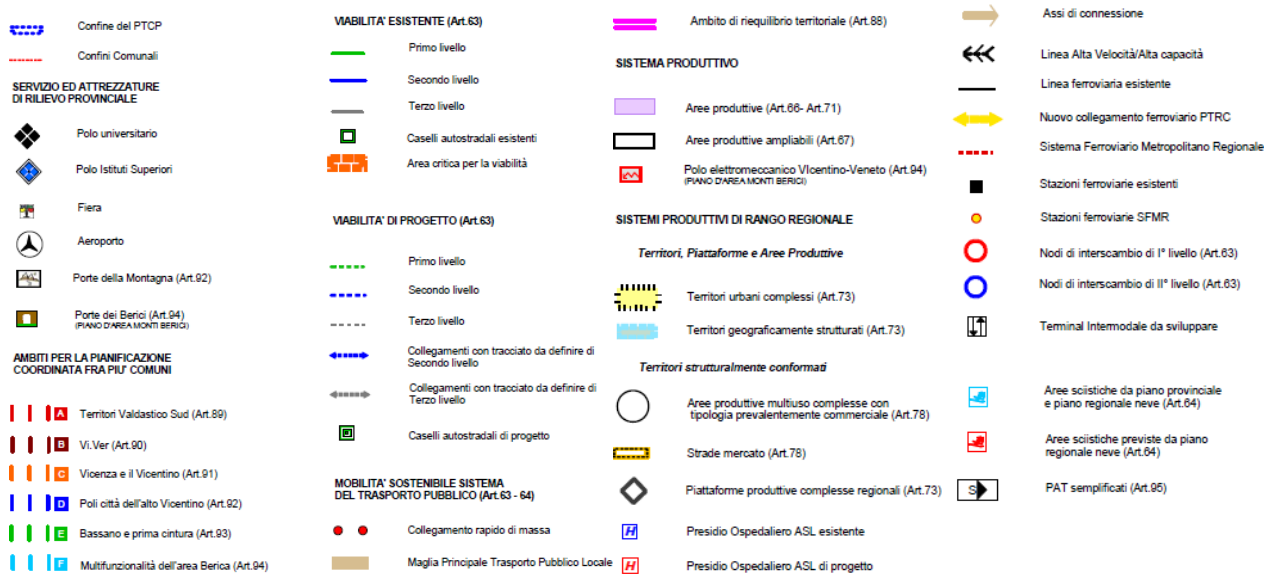 Confine del PTCP
Confini Comunali
SERVIZIO ED ATTREZZATURE
DI RILIEVO PROVINCIALE
Polo universitario
Polo Istituti Superiori
Fiera
Aeroporto
Porte della Montagna (Art.92)
Porte dei Berici (Art.94)
(PIANO D'AREA MONTI BERICI)
AMBITI PER LA PIANIFICAZIONE
COORDINATA FRA PIU' COMUNI
A Territori Valdastico Sud (Art.89)
B Vi.Ver (Art.90)
C Vicenza e il Vicentino (Art.91)
D Poli città dell'alto Vicentino (Art.92)
E Bassano e prima cintura (Art.93)
F Multifunzionalità dell'area Berica (Art.94)
VIABILITA' ESISTENTE (Art.63)
Primo livello
Secondo livello
Terzo livello
Caselli autostradali esistenti
Area critica per la viabilità
VIABILITA' DI PROGETTO (Art.63)
Primo livello
Secondo livello
Terzo livello
Collegamenti con tracciato da definire di
Secondo livello
Collegamenti con tracciato da definire di
Terzo livello
Caselli autostradali di progetto
MOBILITA' SOSTENIBILE SISTEMA
DEL TRASPORTO PUBBLICO (Art.63 - 64)
Collegamento rapido di massa
Maglia Principale Trasporto Pubblico Locale
Ambito di riequilibrio territoriale (Art.88)
SISTEMA PRODUTTIVO
Aree produttive (Art.66- Art.71)
Aree produttive ampliabili (Art.67)
Polo elettromeccanico VIcentino-Veneto (Art.94)
(PIANO D'AREA MONTI BERICI)
SISTEMI PRODUTTIVI DI RANGO REGIONALE
Territori, Piattaforme e Aree Produttive
Territori urbani complessi (Art.73)
Territori geograficamente strutturati (Art.73)
Territori strutturalmente conformati
Aree produttive multiuso complesse con
tipologia prevalentemente commerciale (Art.78)
Strade mercato (Art.78)
Piattaforme produttive complesse regionali (Art.73)
H Presidio Ospedaliero ASL esistente
H Presidio Ospedaliero ASL di progetto
Assi di connessione
Linea Alta Velocità/Alta capacità
Linea ferroviaria esistente
Nuovo collegamento ferroviario PTRC
Sistema Ferroviario Metropolitano Regionale
Stazioni ferroviarie esistenti
Stazioni ferroviarie SFMR
Nodi di interscambio di I° livello (Art.63)
Nodi di interscambio di II° livello (Art.63)
Terminal Intermodale da sviluppare
Aree sciistiche da piano provinciale
e piano regionale neve (Art.64)
Aree sciistiche previste da piano
regionale neve (Art.64)
S PAT semplificati (Art.95)